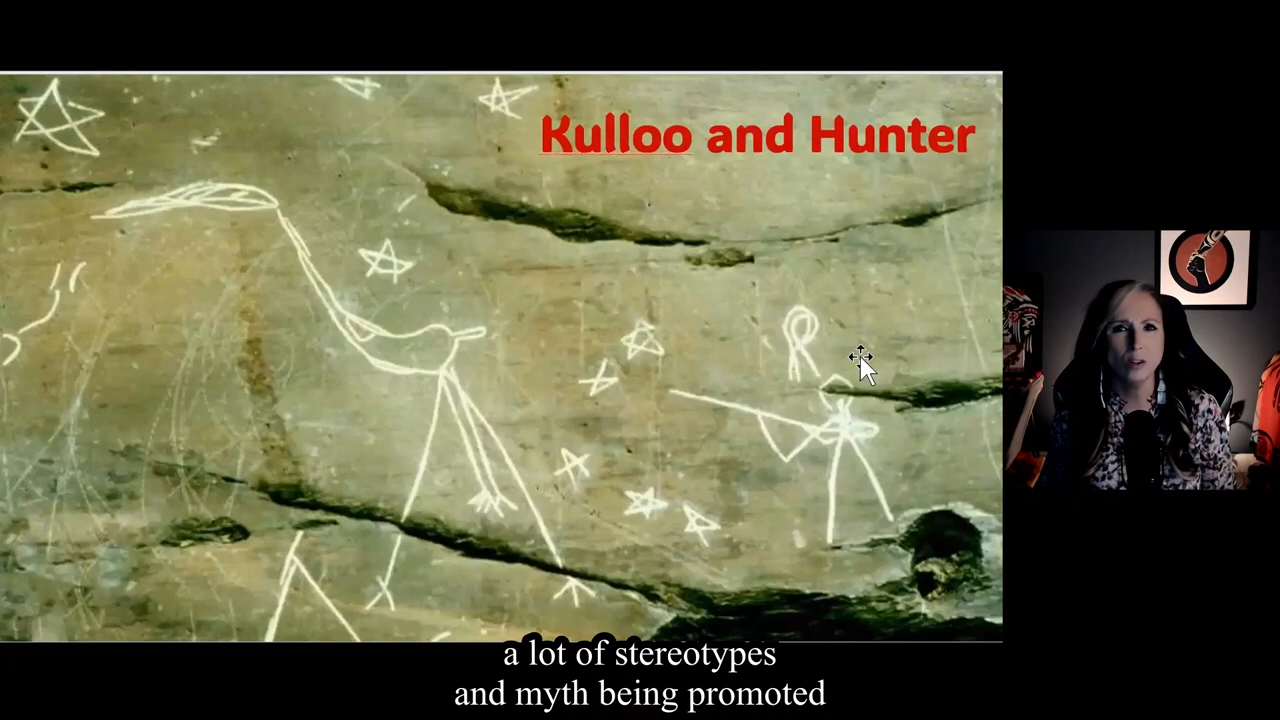 Kulloo and Hunter
a lot of stereotypes
and myth being promoted